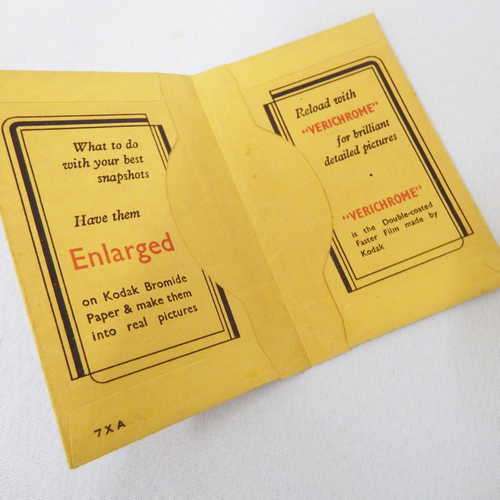 What to do
with your best
snapshots
Have them
Enlarged
on Kodak Bromide
Paper & make them
into real pictures
7XA
Reload with
"VERICHROME"
for brilliant
detailed pictures
"VERICHROME"
is the Double-coated
Faster Film made by
Kodak